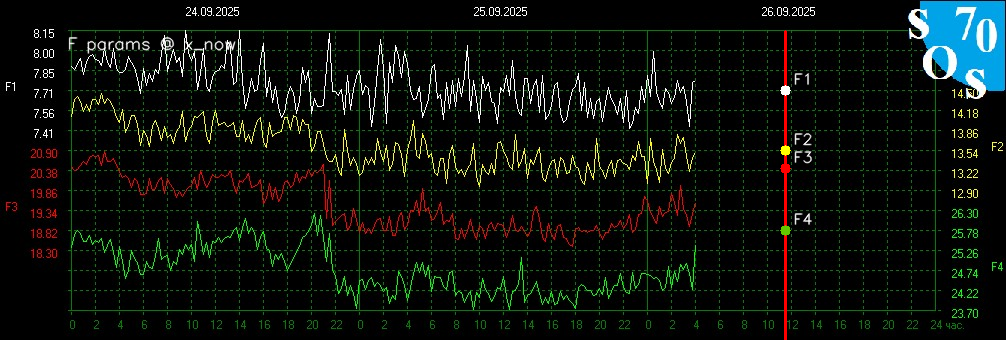 24.09.2025 25.09.2025 26.09.2025
F params @ x_now
SOS 70
F1
8.15
8.00
7.85
7.71
7.56
7.41
F3
20.90
20.38
19.86
19.34
18.82
18.30
F1
F2
F3
F4
14.18
13.86
13.54
13.22
12.90
F2
26.30
25.78
25.26
24.74
24.22
23.70
F4
0 2 4 6 8 10 12 14 16 18 20 22 0 2 4 6 8 10 12 14 16 18 20 22 0 2 4 6 8 10 12 14 16 18 20 22 24 час.